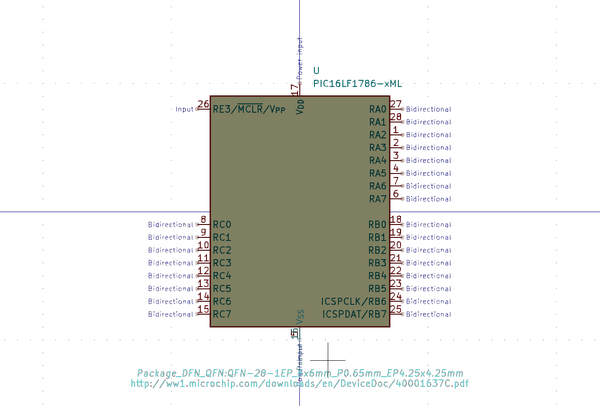 Power input
U
PIC16LF1786-xML
17
VDD
Input 26 RE3/MCLR/VPP
RA0 27 Bidirectional
RA1 28 Bidirectional
RA2 1 Bidirectional
RA3 2 Bidirectional
RA4 3 Bidirectional
RA5 4 Bidirectional
RA6 7 Bidirectional
RA7 6 Bidirectional
Bidirectional 8 RC0 RB0 18 Bidirectional
Bidirectional 9 RC1 RB1 19 Bidirectional
Bidirectional 10 RC2 RB2 20 Bidirectional
Bidirectional 11 RC3 RB3 21 Bidirectional
Bidirectional 12 RC4 RB4 22 Bidirectional
Bidirectional 13 RC5 RB5 23 Bidirectional
Bidirectional 14 RC6 ICSPCLK/RB6 24 Bidirectional
Bidirectional 15 RC7 ICSPDAT/RB7 25 Bidirectional
VSS
Package_DFN_QFN:QFN-28-1EP_6x6mm_P0.65mm_EP4.25x4.25mm
http://ww1.microchip.com/downloads/en/DeviceDoc/40001637C.pdf